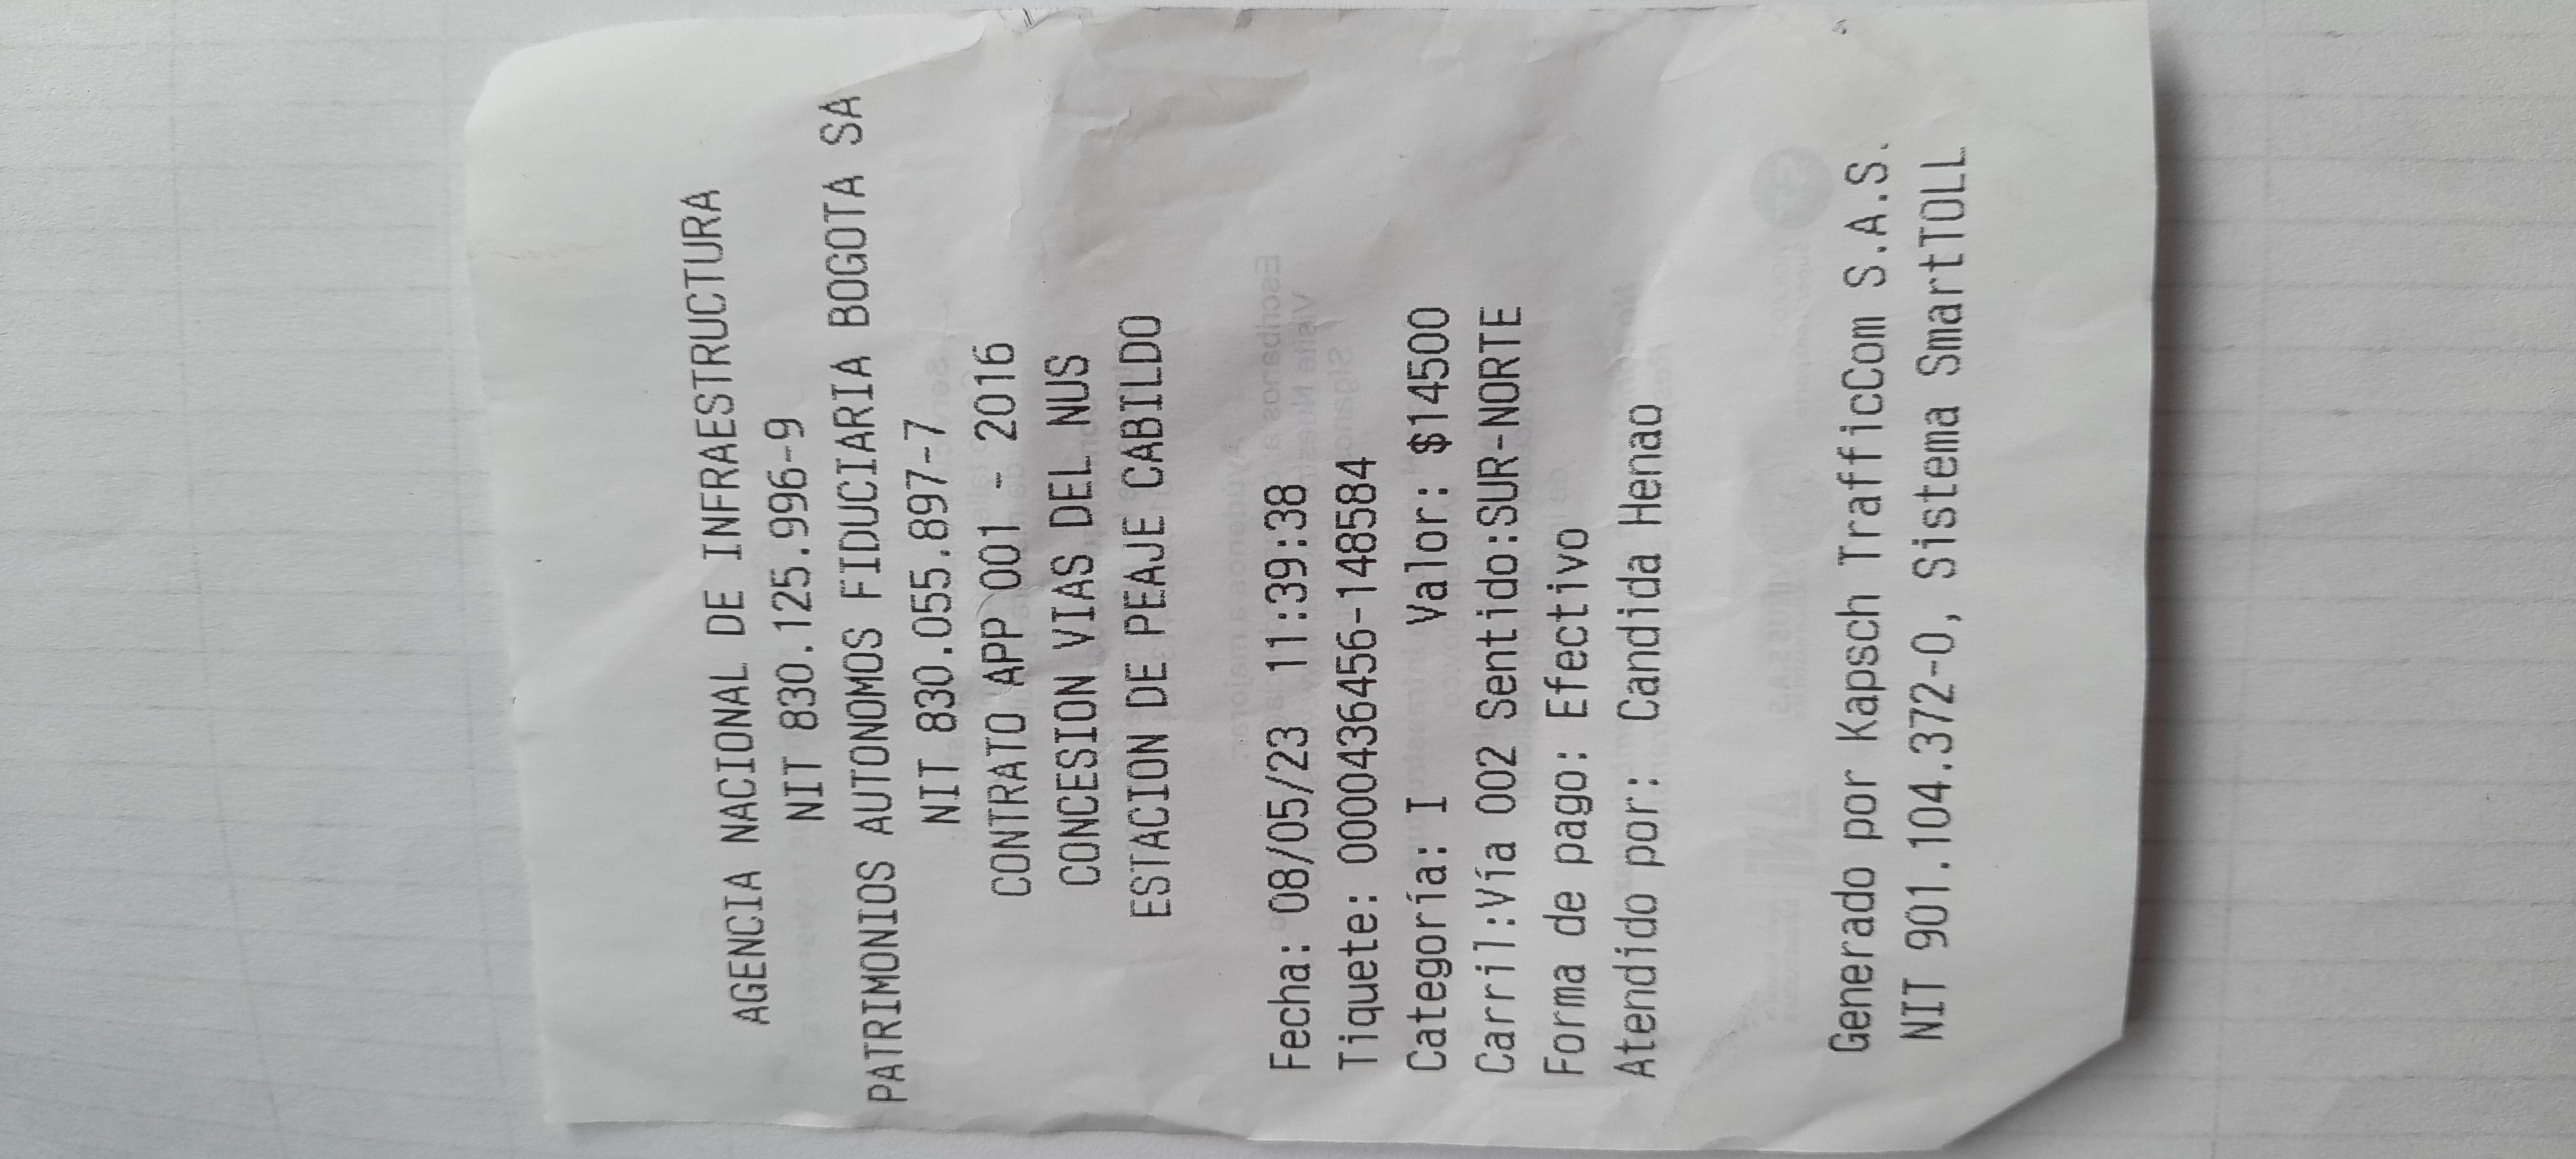 AGENCIA NACIONAL DE INFRAESTRUCTURA
NIT 830.125.996-9
PATRIMONIOS AUTONOMOS FIDUCIARIA BOGOTA SA
NIT 830.055.897-7
CONTRATO APP 001 - 2016
CONCESION VIAS DEL NUS
ESTACION DE PEAJE CABILDO
Fecha: 08/05/23 11:39:38
Tiquete: 0000436456-148584
Categoría: I Valor: $14500
Carril:Vía 002 Sentido:SUR-NORTE
Forma de pago: Efectivo
Atendido por: Candida Henao
Generado por Kapsch TrafficCom S.A.S.
NIT 901.104.372-0, Sistema SmartTOLL